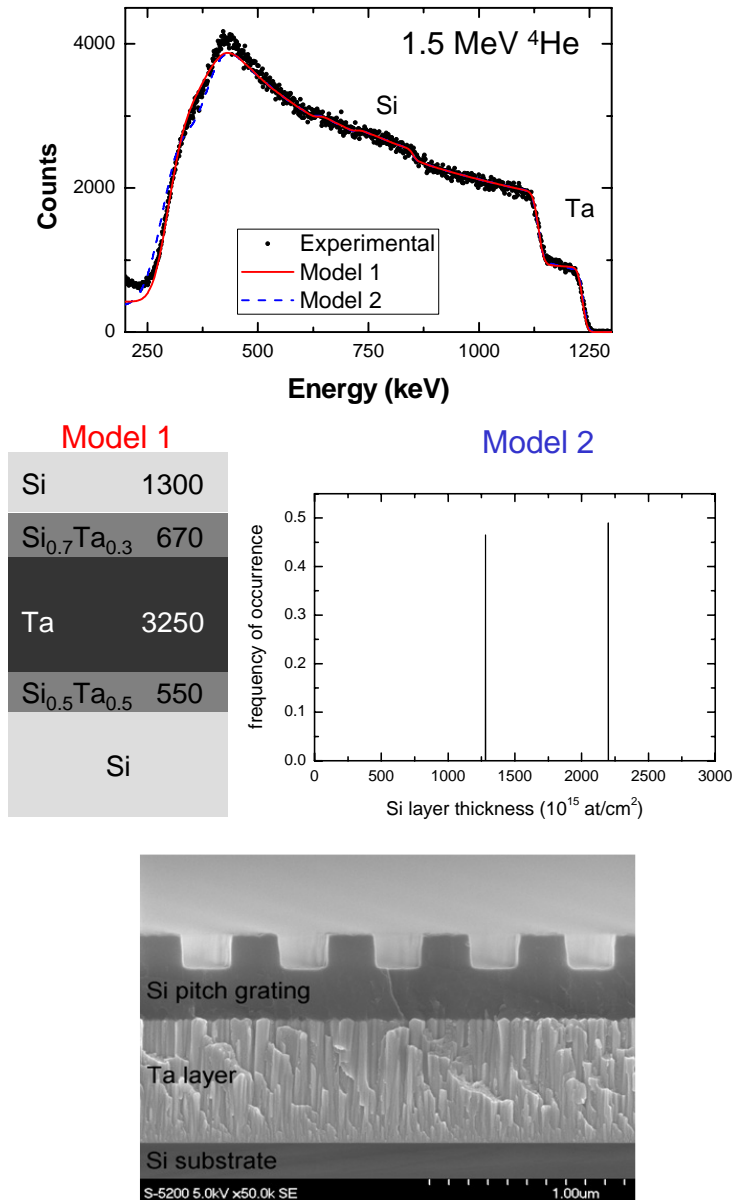 1.5 MeV ⁴He
Si
Ta
Experimental
Model 1
Model 2
Counts
4000
2000
0
250 500 750 1000 1250
Energy (keV)
Model 1
Si 1300
Si₀.₇Ta₀.₃ 670
Ta 3250
Si₀.₅Ta₀.₅ 550
Si
Model 2
frequency of occurrence
0.5
0.4
0.3
0.2
0.1
0.0
0 500 1000 1500 2000 2500 3000
Si layer thickness (10¹⁵ at/cm²)
Si pitch grating
Ta layer
Si substrate
S-5200 5.0kV x50.0k SE 1.00um